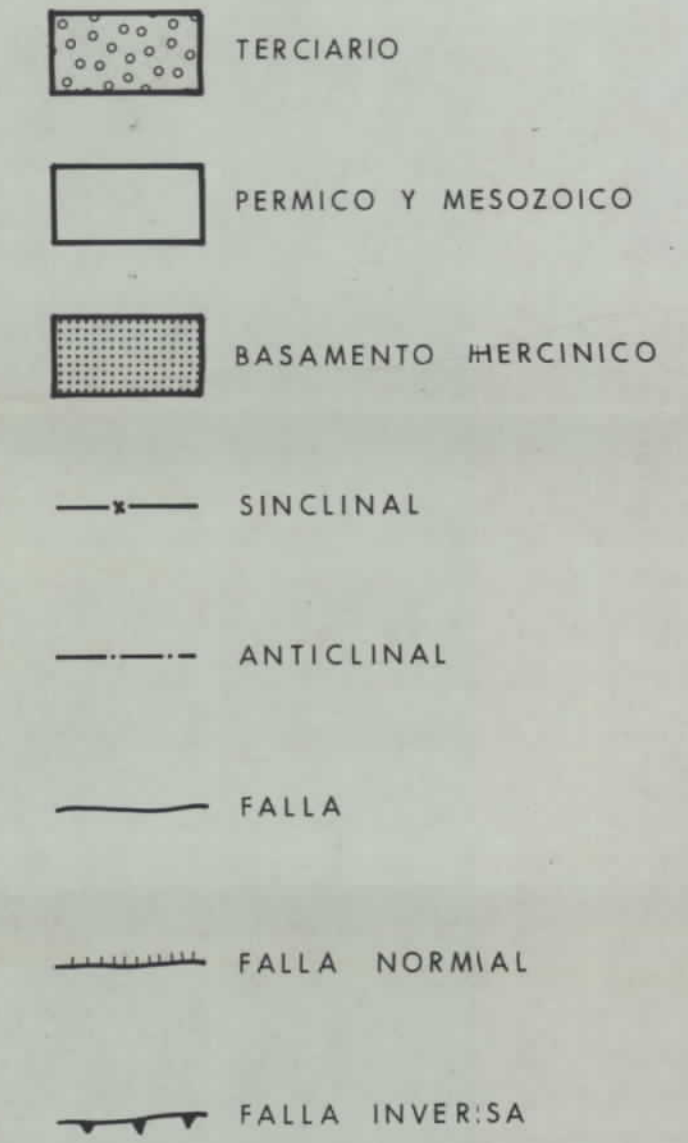 TERCIARIO
PERMICO Y MESOZOICO
BASAMENTO HERCINICO
SINCLINAL
ANTICLINAL
FALLA
FALLA NORMAL
FALLA INVERSA